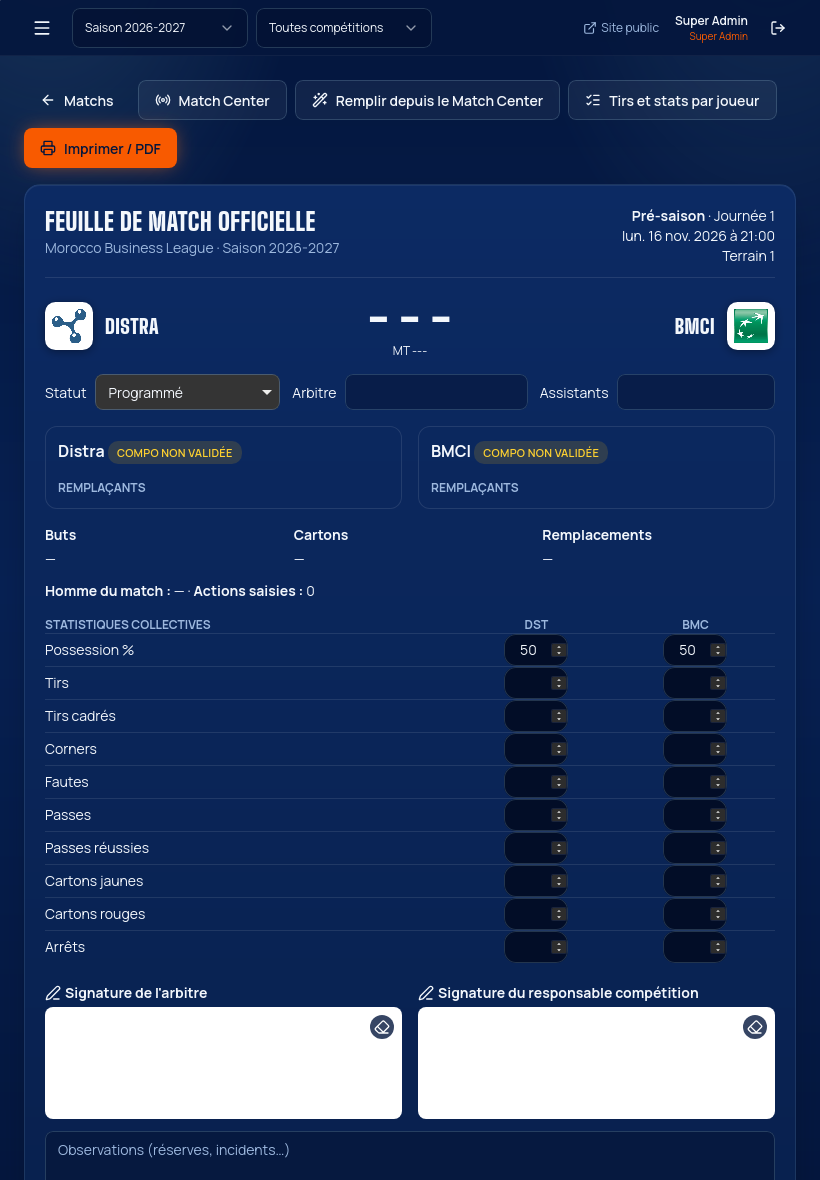 Saison 2026-2027
Toutes compétitions
Site public
Super Admin
Super Admin
Matchs
Match Center
Remplir depuis le Match Center
Tirs et stats par joueur
Imprimer / PDF
FEUILLE DE MATCH OFFICIELLE
Morocco Business League · Saison 2026-2027
Pré-saison · Journée 1
lun. 16 nov. 2026 à 21:00
Terrain 1
DISTRA
– – –
BMCI
MT ---
Statut
Programmé
Arbitre
Assistants
Distra COMPO NON VALIDÉE
REMPLAÇANTS
BMCI COMPO NON VALIDÉE
REMPLAÇANTS
Buts
—
Cartons
—
Remplacements
—
Homme du match : — · Actions saisies : 0
STATISTIQUES COLLECTIVES DST BMC
Possession % 50 50
Tirs
Tirs cadrés
Corners
Fautes
Passes
Passes réussies
Cartons jaunes
Cartons rouges
Arrêts
Signature de l'arbitre
Signature du responsable compétition
Observations (réserves, incidents…)